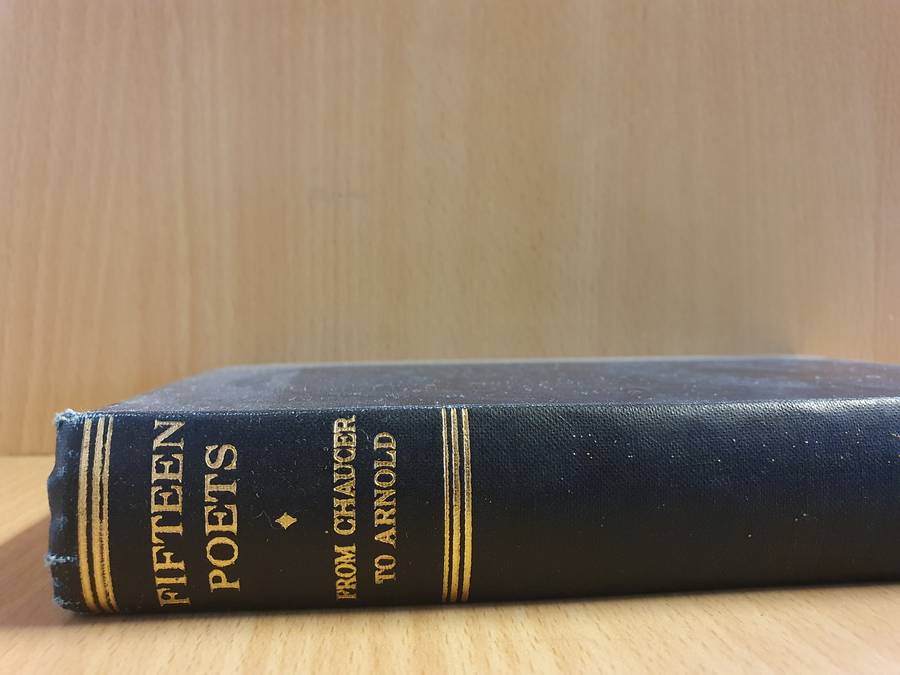 FIFTEEN
POETS
FROM CHAUCER
TO ARNOLD